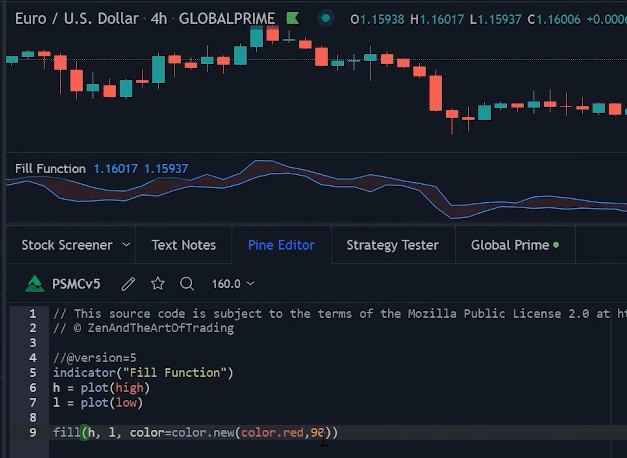 Euro / U.S. Dollar · 4h · GLOBALPRIME O1.15938 H1.16017 L1.15937 C1.16006 +0.0006
Fill Function 1.16017 1.15937
Stock Screener Text Notes Pine Editor Strategy Tester Global Prime
PSMCv5 160.0
1 // This source code is subject to the terms of the Mozilla Public License 2.0 at
2 // © ZenAndTheArtOfTrading
3
4 //@version=5
5 indicator("Fill Function")
6 h = plot(high)
7 l = plot(low)
8
9 fill(h, l, color=color.new(color.red,90))